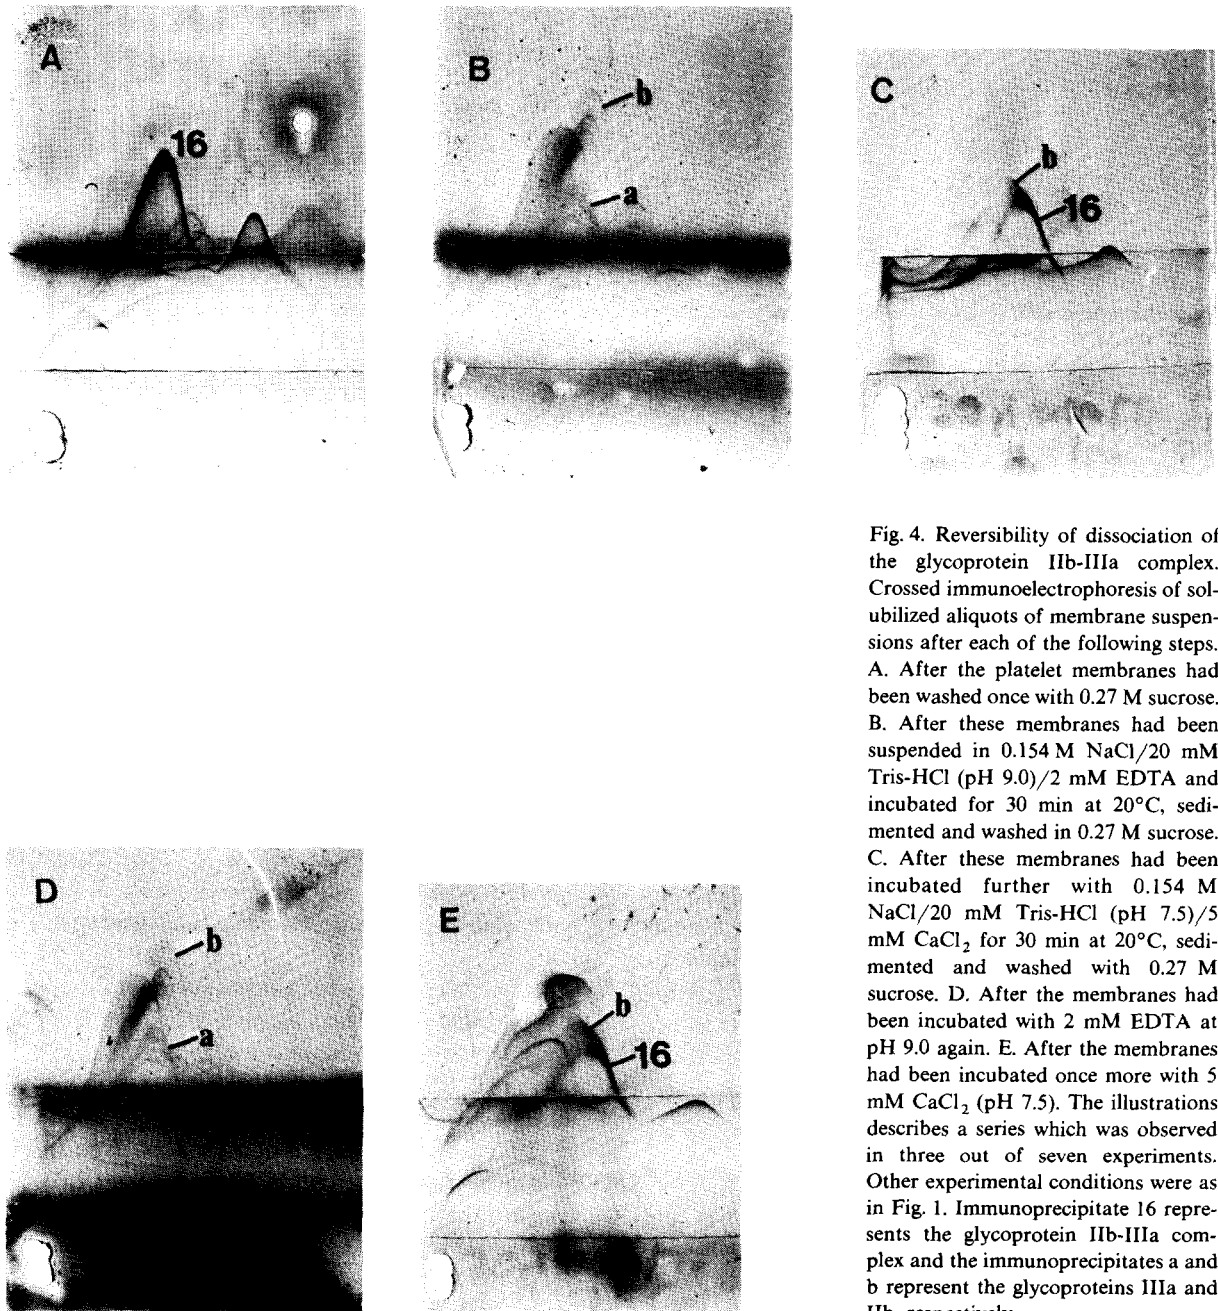 A
16
B
b
a
C
b
16
Fig. 4. Reversibility of dissociation of
the glycoprotein IIb-IIIa complex.
Crossed immunoelectrophoresis of sol-
ubilized aliquots of membrane suspen-
sions after each of the following steps.
A. After the platelet membranes had
been washed once with 0.27 M sucrose.
B. After these membranes had been
suspended in 0.154 M NaCl/20 mM
Tris-HCl (pH 9.0)/2 mM EDTA and
incubated for 30 min at 20°C, sedi-
mented and washed in 0.27 M sucrose.
C. After these membranes had been
incubated further with 0.154 M
NaCl/20 mM Tris-HCl (pH 7.5)/5
mM CaCl₂ for 30 min at 20°C, sedi-
mented and washed with 0.27 M
sucrose. D. After the membranes had
been incubated with 2 mM EDTA at
pH 9.0 again. E. After the membranes
had been incubated once more with 5
mM CaCl₂ (pH 7.5). The illustrations
describes a series which was observed
in three out of seven experiments.
Other experimental conditions were as
in Fig. 1. Immunoprecipitate 16 repre-
sents the glycoprotein IIb-IIIa com-
plex and the immunoprecipitates a and
b represent the glycoproteins IIIa and
D
b
a
E
b
16